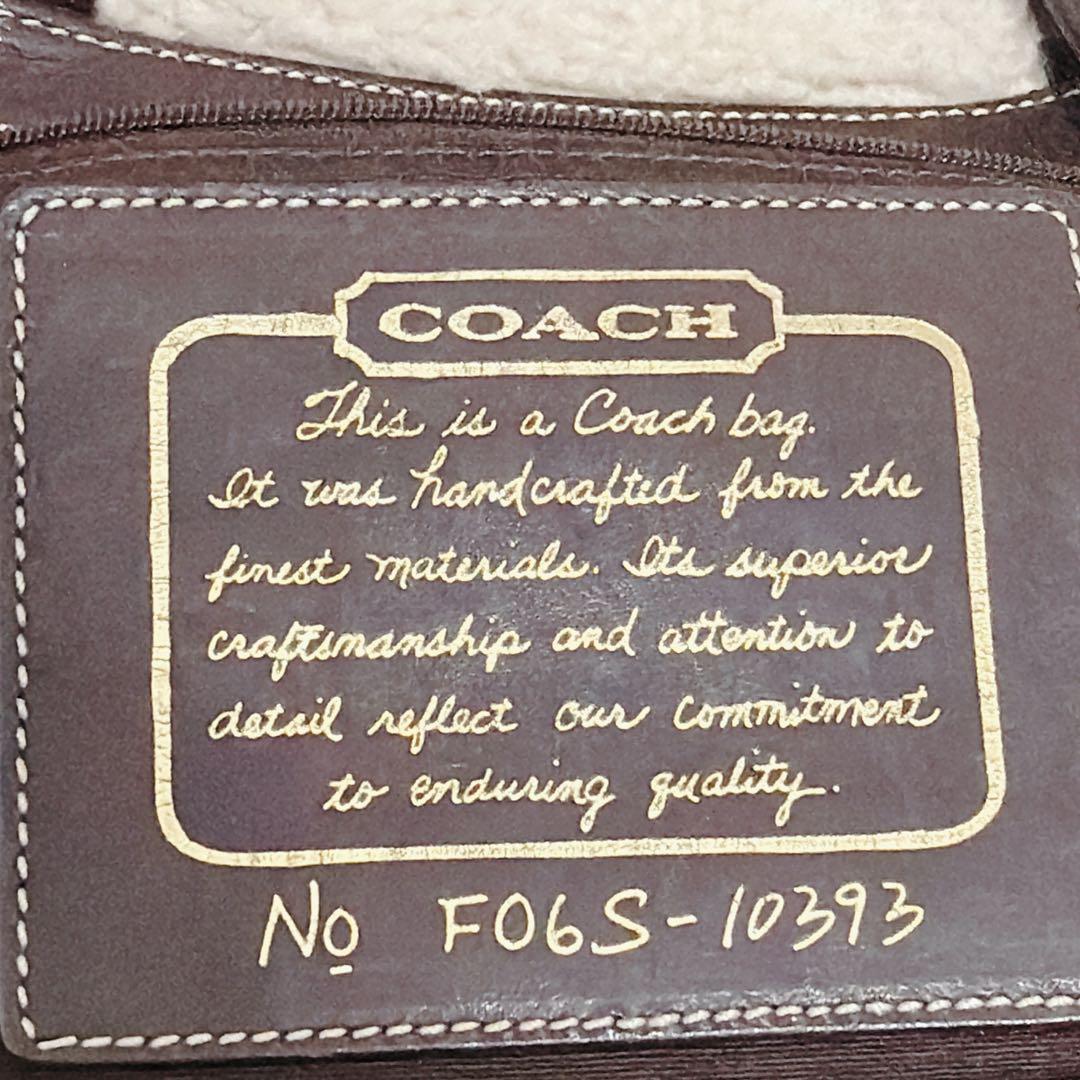 COACH
This is a Coach bag.
It was handcrafted from the
finest materials. Its superior
craftsmanship and attention to
detail reflect our commitment
to enduring quality.
No F06S-10393